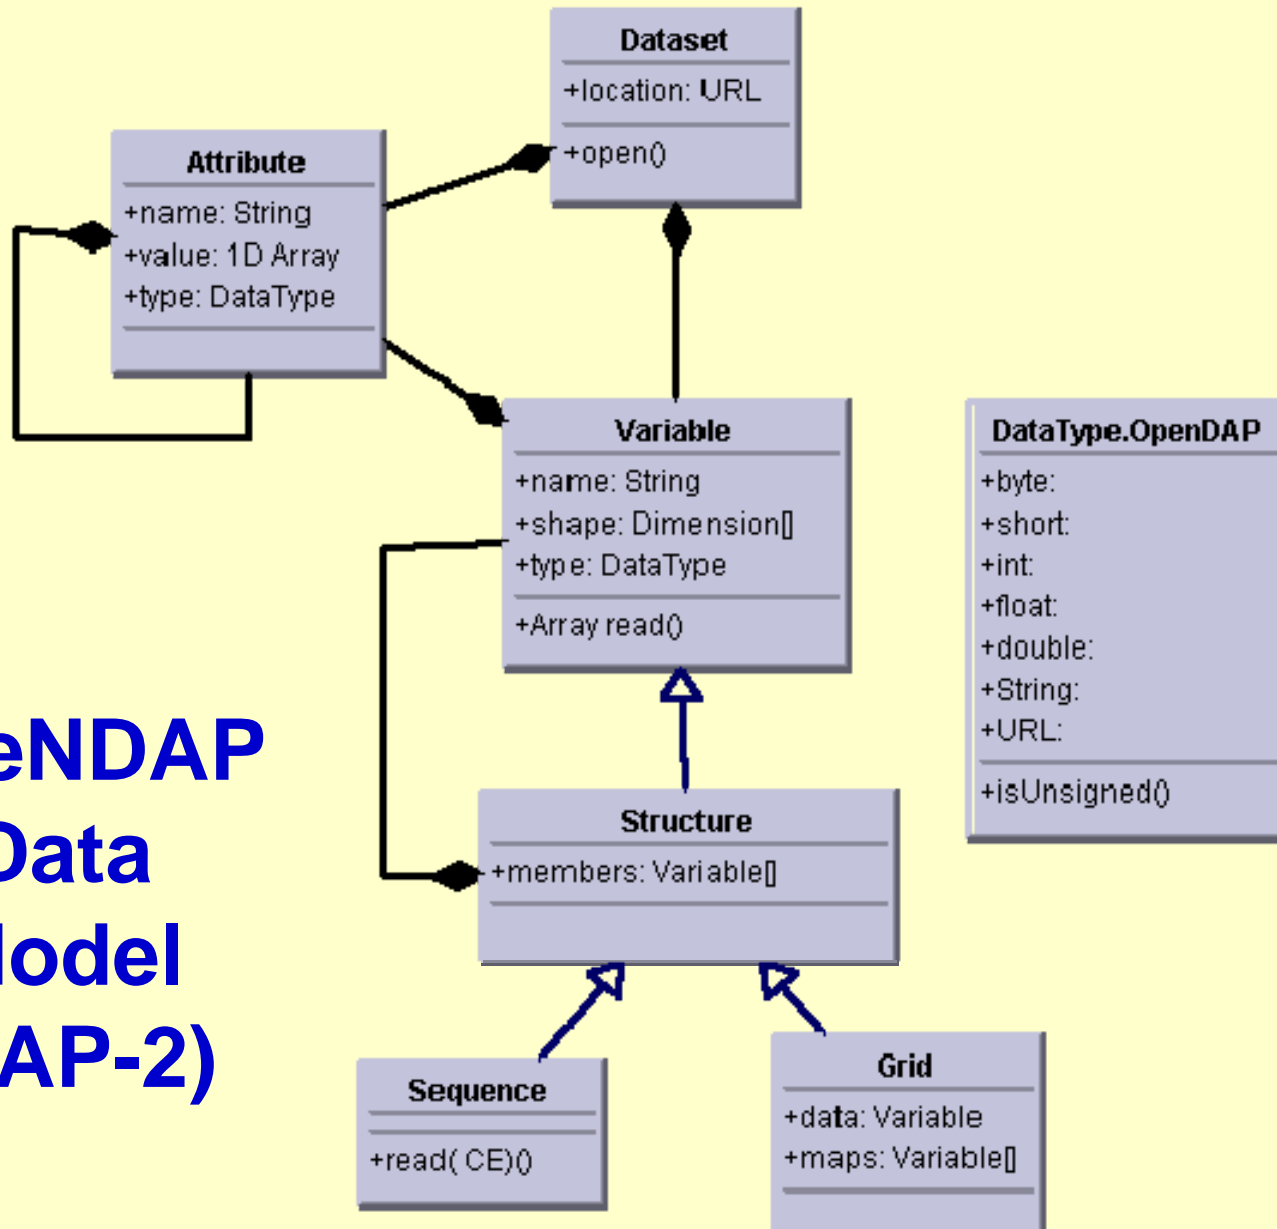 Dataset
+location: URL
+open()
Attribute
+name: String
+value: 1D Array
+type: DataType
Variable
+name: String
+shape: Dimension[]
+type: DataType
+Array read()
DataType.OpenDAP
+byte:
+short:
+int:
+float:
+double:
+String:
+URL:
+isUnsigned()
eNDAP
Data
Model
AP-2)
Structure
+members: Variable[]
Sequence
+read( CE)()
Grid
+data: Variable
+maps: Variable[]